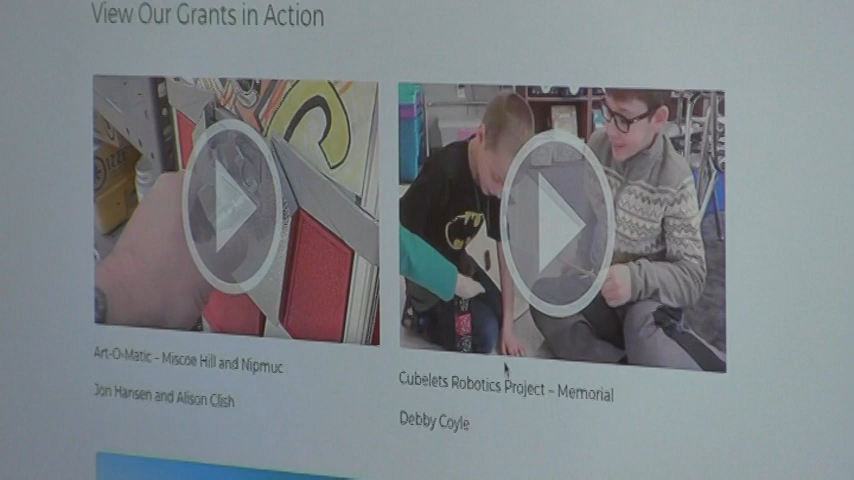 View Our Grants in Action
Art-O-Matic – Miscoe Hill and Nipmuc
Jon Hansen and Alison Clish
Cubelets Robotics Project – Memorial
Debby Coyle